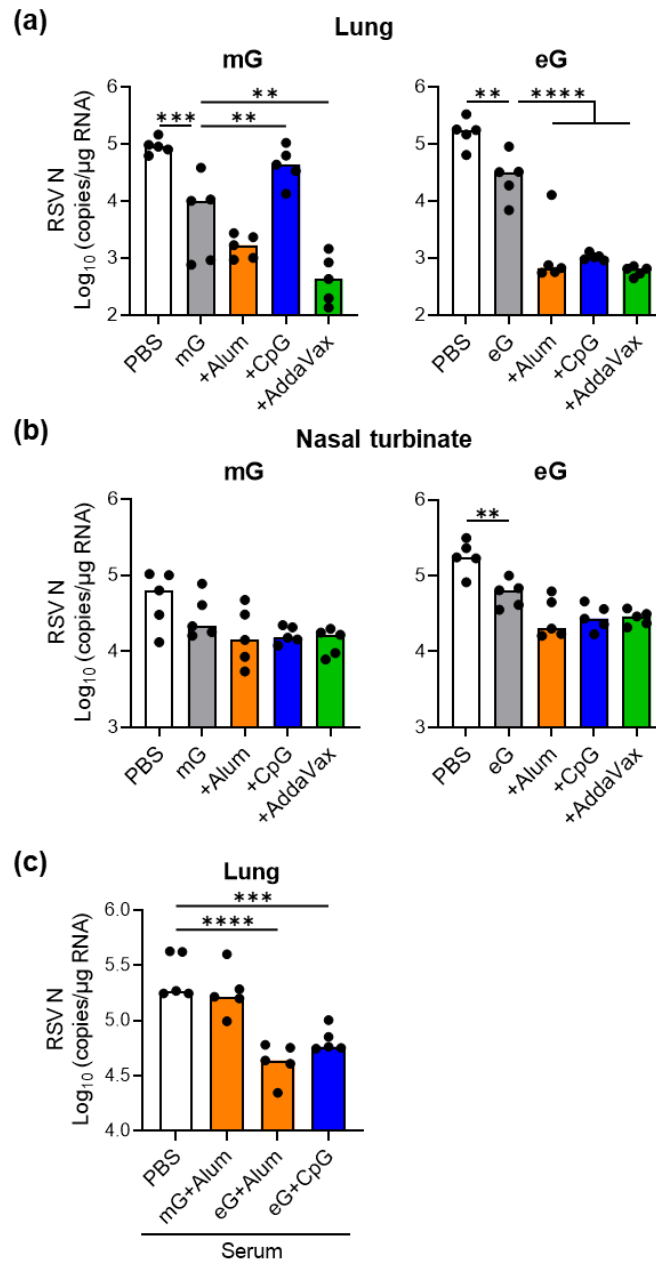 (a)
Lung
mG
eG
RSV N
Log₁₀ (copies/µg RNA)
6
5
4
3
2
***
**
**
PBS
mG
+Alum
+CpG
+AddaVax
6
5
4
3
2
**
****
PBS
eG
+Alum
+CpG
+AddaVax
(b)
Nasal turbinate
mG
eG
RSV N
Log₁₀ (copies/µg RNA)
6
5
4
3
PBS
mG
+Alum
+CpG
+AddaVax
6
5
4
3
**
PBS
eG
+Alum
+CpG
+AddaVax
(c)
Lung
RSV N
Log₁₀ (copies/µg RNA)
6.0
5.5
5.0
4.5
4.0
***
****
PBS
mG+Alum
eG+Alum
eG+CpG
Serum